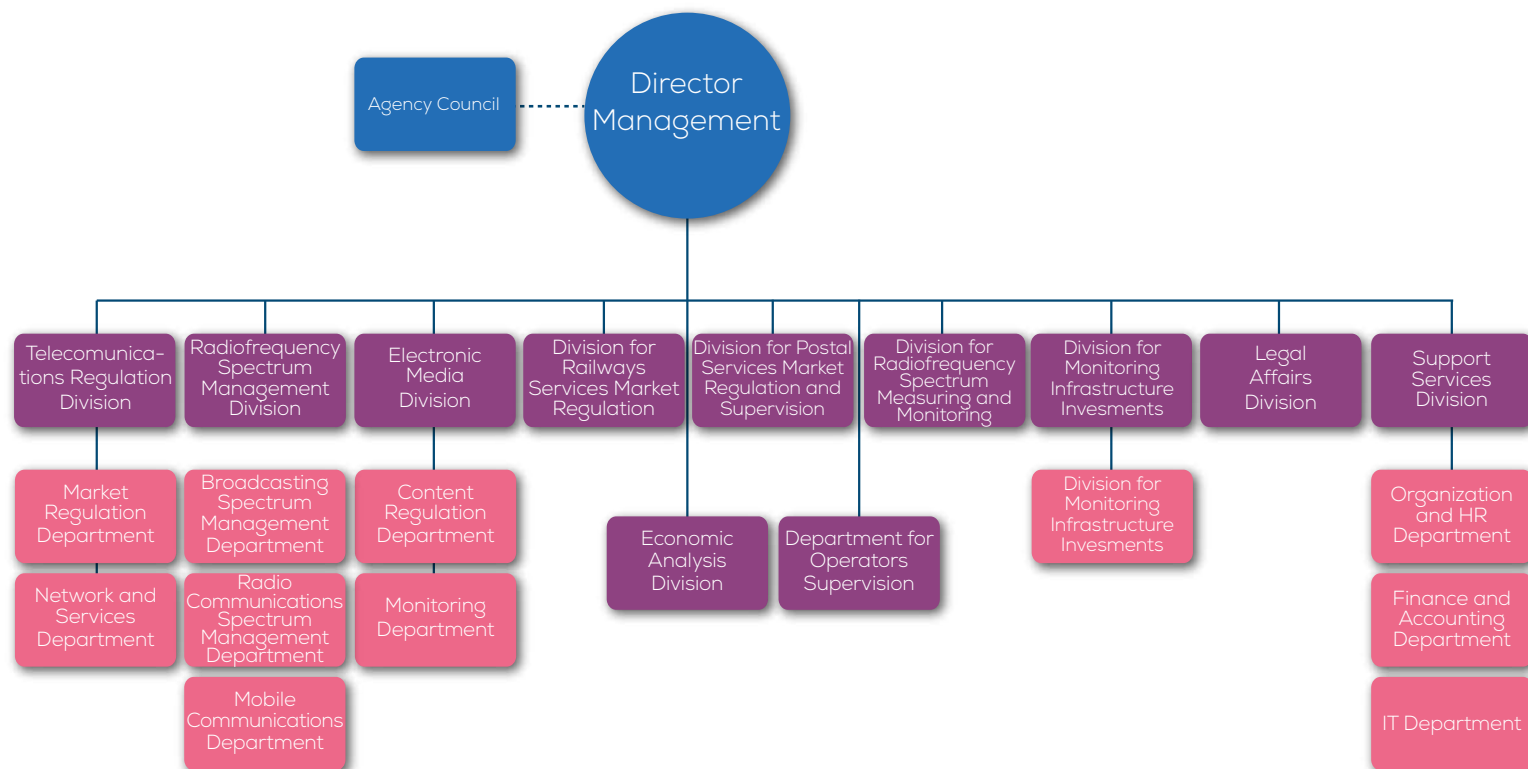 Agency Council
Director
Management
Telecomunica-
tions Regulation
Division
Radiofrequency
Spectrum
Management
Division
Electronic
Media
Division
Division for
Railways
Services Market
Regulation
Division for Postal
Services Market
Regulation and
Supervision
Division for
Radiofrequency
Spectrum
Measuring and
Monitoring
Division for
Monitoring
Infrastructure
Invesments
Legal
Affairs
Division
Support
Services
Division
Market
Regulation
Department
Broadcasting
Spectrum
Management
Department
Content
Regulation
Department
Economic
Analysis
Division
Department for
Operators
Supervision
Division for
Monitoring
Infrastructure
Invesments
Organization
and HR
Department
Network and
Services
Department
Radio
Communications
Spectrum
Management
Department
Monitoring
Department
Finance and
Accounting
Department
Mobile
Communications
Department
IT Department